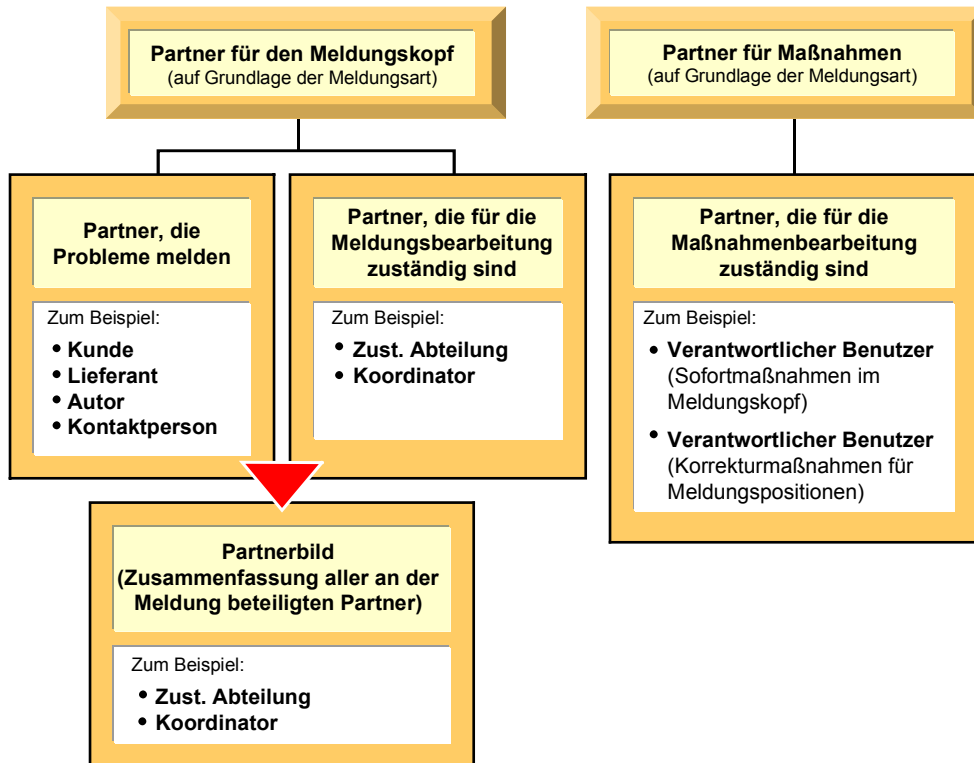 Partner für den Meldungskopf
(auf Grundlage der Meldungsart)
Partner für Maßnahmen
(auf Grundlage der Meldungsart)
Partner, die
Probleme melden
Zum Beispiel:
• Kunde
• Lieferant
• Autor
• Kontaktperson
Partner, die für die
Meldungsbearbeitung
zuständig sind
Zum Beispiel:
• Zust. Abteilung
• Koordinator
Partner, die für die
Maßnahmenbearbeitung
zuständig sind
Zum Beispiel:
• Verantwortlicher Benutzer
(Sofortmaßnahmen im
Meldungskopf)
• Verantwortlicher Benutzer
(Korrekturmaßnahmen für
Meldungspositionen)
Partnerbild
(Zusammenfassung aller an der
Meldung beteiligten Partner)
Zum Beispiel:
• Zust. Abteilung
• Koordinator